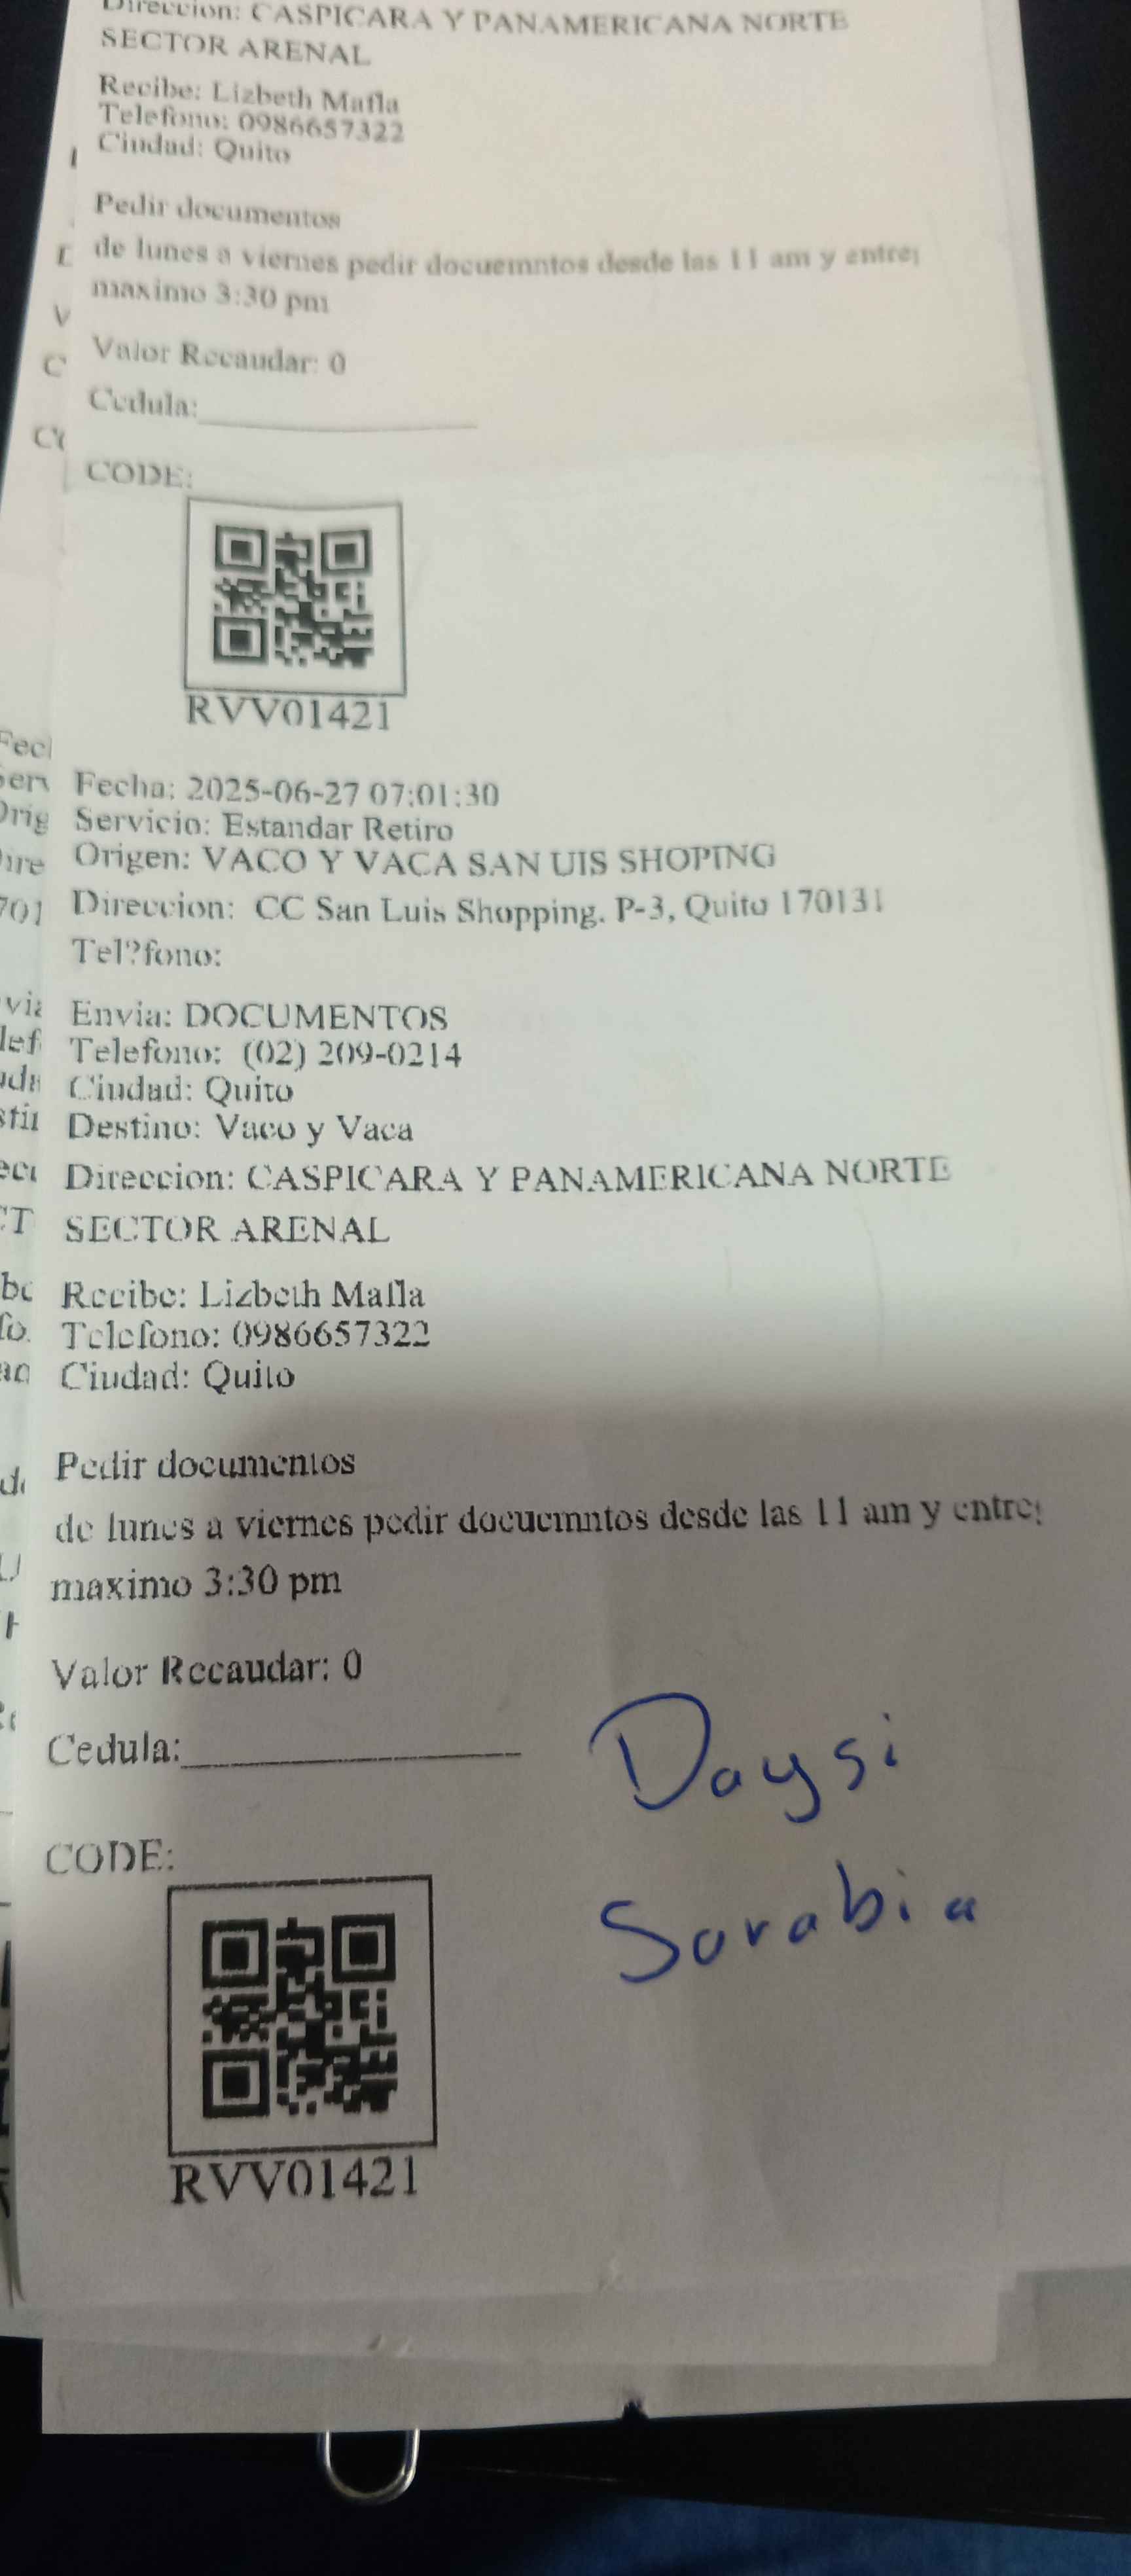 Direccion: CASPICARA Y PANAMERICANA NORTE
SECTOR ARENAL
Recibe: Lizbeth Mafla
Telefono: 0986657322
Ciudad: Quito
Pedir documentos
de lunes a viernes pedir docuemntos desde las 11 am y entre
maximo 3:30 pm
Valor Recaudar: 0
Cedula:
CODE:
RVV01421
Fecha: 2025-06-27 07:01:30
Servicio: Estandar Retiro
Origen: VACO Y VACA SAN UIS SHOPING
Direccion: CC San Luis Shopping. P-3, Quito 170131
Tel?fono:
Envia: DOCUMENTOS
Telefono: (02) 209-0214
Ciudad: Quito
Destino: Vaco y Vaca
Direccion: CASPICARA Y PANAMERICANA NORTE
SECTOR ARENAL
Recibe: Lizbeth Mafla
Telefono: 0986657322
Ciudad: Quito
Pedir documentos
de lunes a viernes pedir docuemntos desde las 11 am y entre
maximo 3:30 pm
Valor Recaudar: 0
Cedula:
Daysi
Sarabia
CODE:
RVV01421